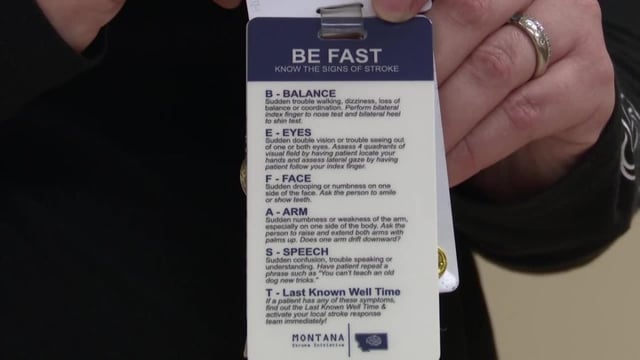 BE FAST
KNOW THE SIGNS OF STROKE
B - BALANCE
Sudden trouble walking, dizziness, loss of
balance or coordination. Perform bilateral
index finger to nose test and bilateral heel
to shin test.
E - EYES
Sudden double vision or trouble seeing out
of one or both eyes. Assess 4 quadrants of
visual field by having patient locate your
hands and assess lateral gaze by having
patient follow your index finger.
F - FACE
Sudden drooping or numbness on one
side of the face. Ask the person to smile
or show teeth.
A - ARM
Sudden numbness or weakness of the arm,
especially on one side of the body. Ask the
person to raise and extend both arms with
palms up. Does one arm drift downward?
S - SPEECH
Sudden confusion, trouble speaking or
understanding. Have patient repeat a
phrase such as "You can't teach an old
dog new tricks."
T - Last Known Well Time
If a patient has any of these symptoms,
find out the Last Known Well Time &
activate your local stroke response
team immediately!
MONTANA
Stroke Initiative